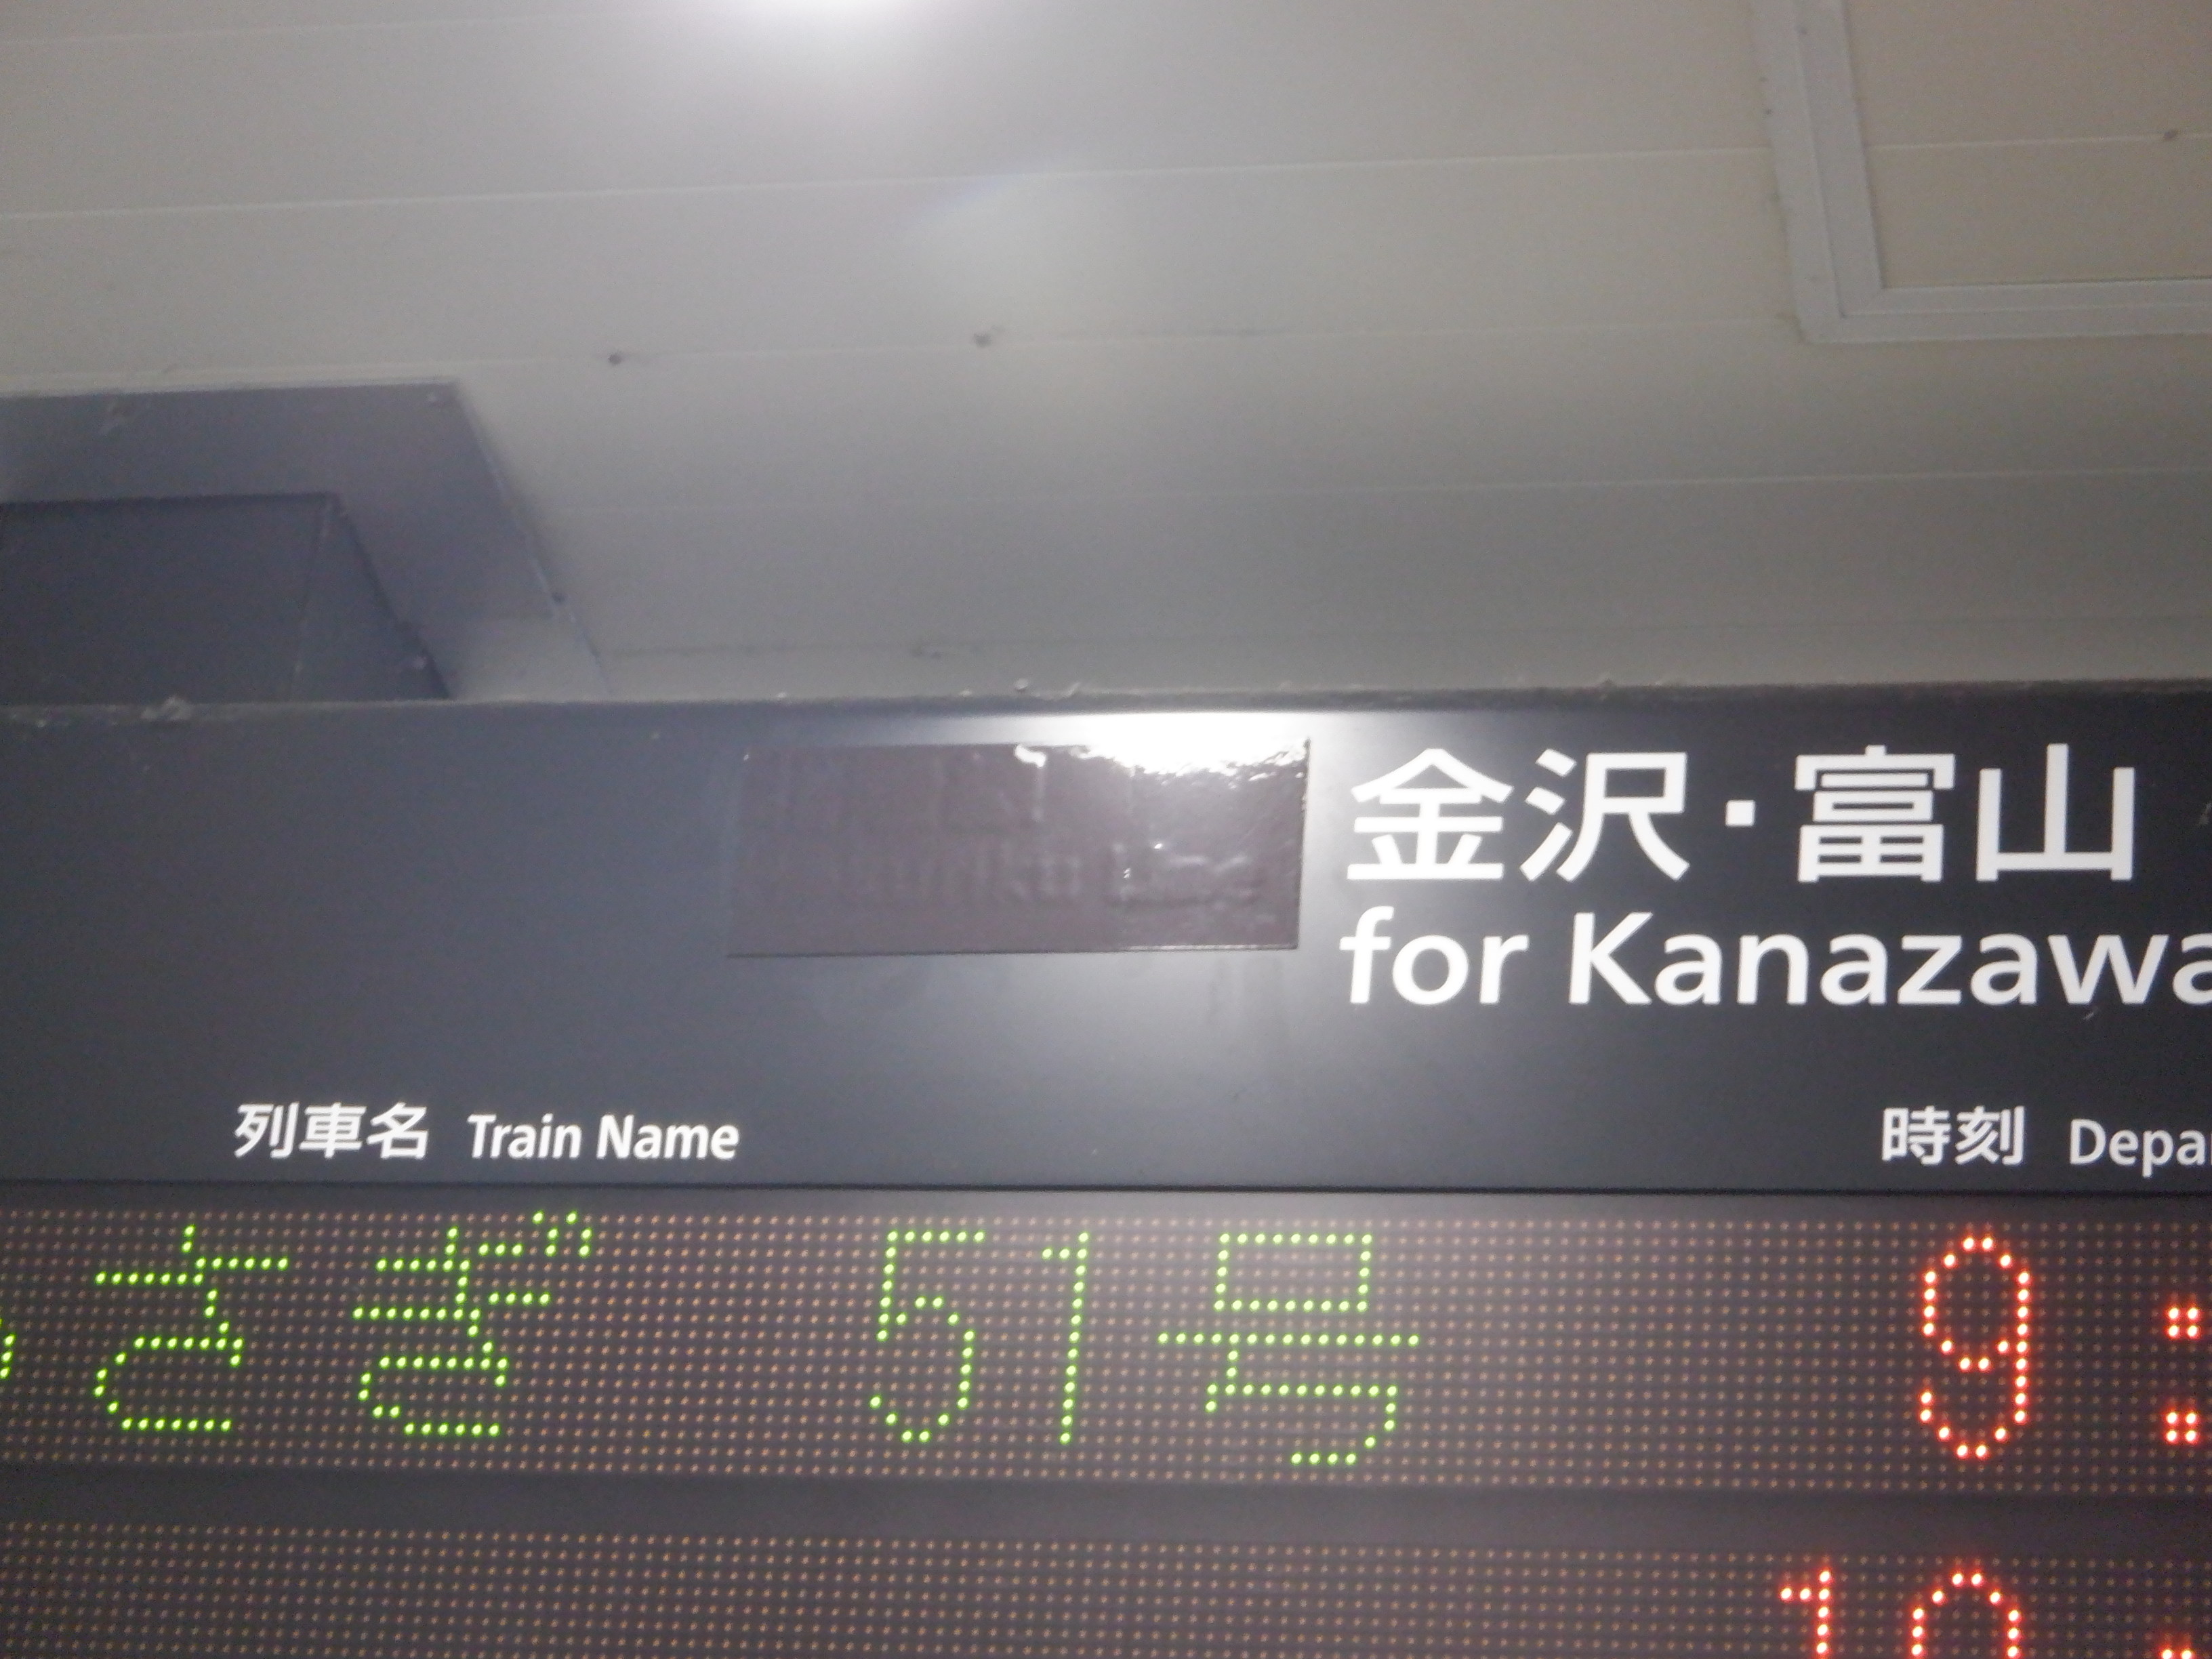 金沢・富山
for Kanazawa
列車名 Train Name 時刻 Depa
さぎ 51号 9:
10: